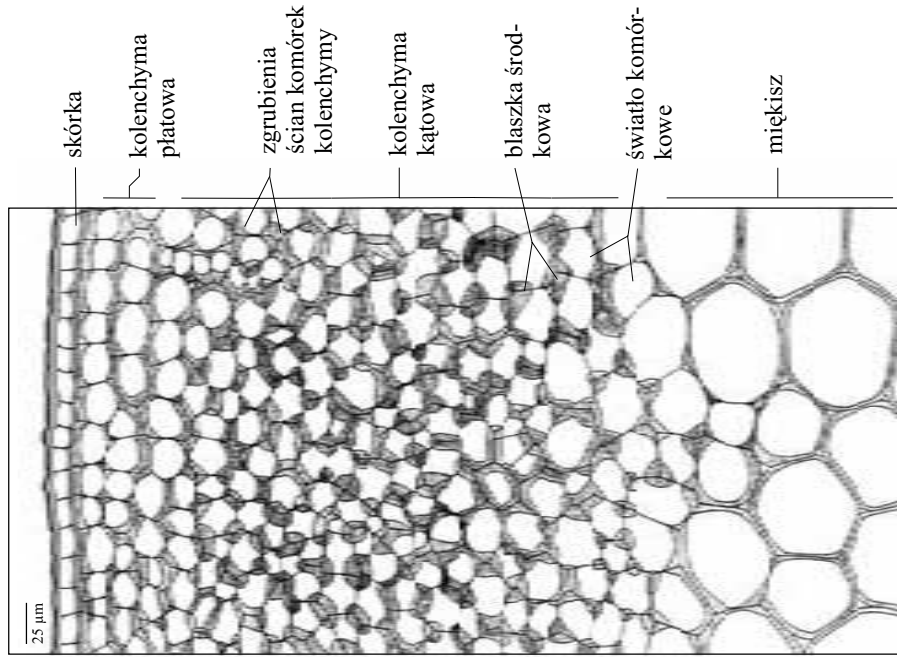 skórka
kolenchyma
płatowa
zgrubienia
ścian komórek
kolenchymy
kolenchyma
kątowa
blaszka środ-
kowa
światło komór-
kowe
miękisz
25 µm